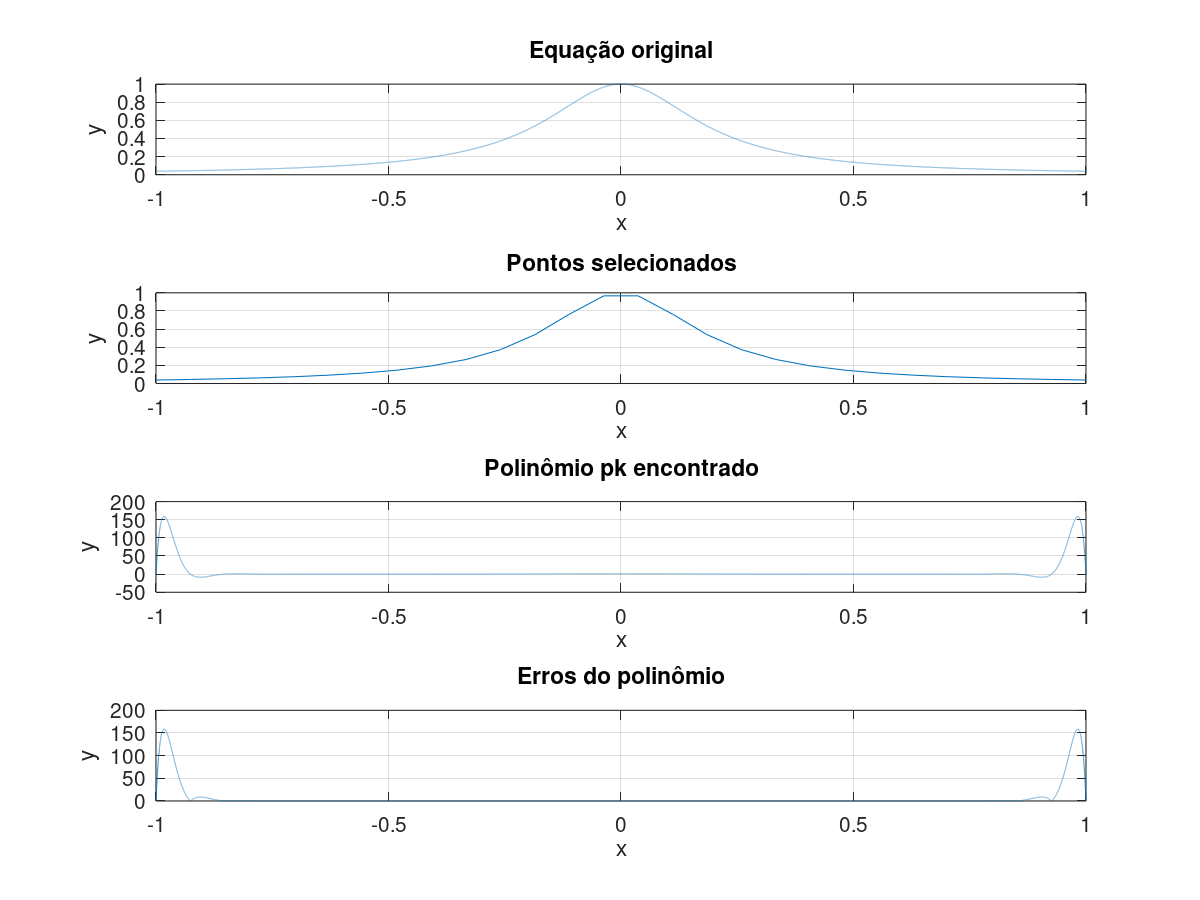 Equação original
1
0.8
0.6
0.4
0.2
0
y
-1 -0.5 0 0.5 1
x
Pontos selecionados
1
0.8
0.6
0.4
0.2
0
y
-1 -0.5 0 0.5 1
x
Polinômio pk encontrado
200
150
100
50
0
-50
y
-1 -0.5 0 0.5 1
x
Erros do polinômio
200
150
100
50
0
y
-1 -0.5 0 0.5 1
x